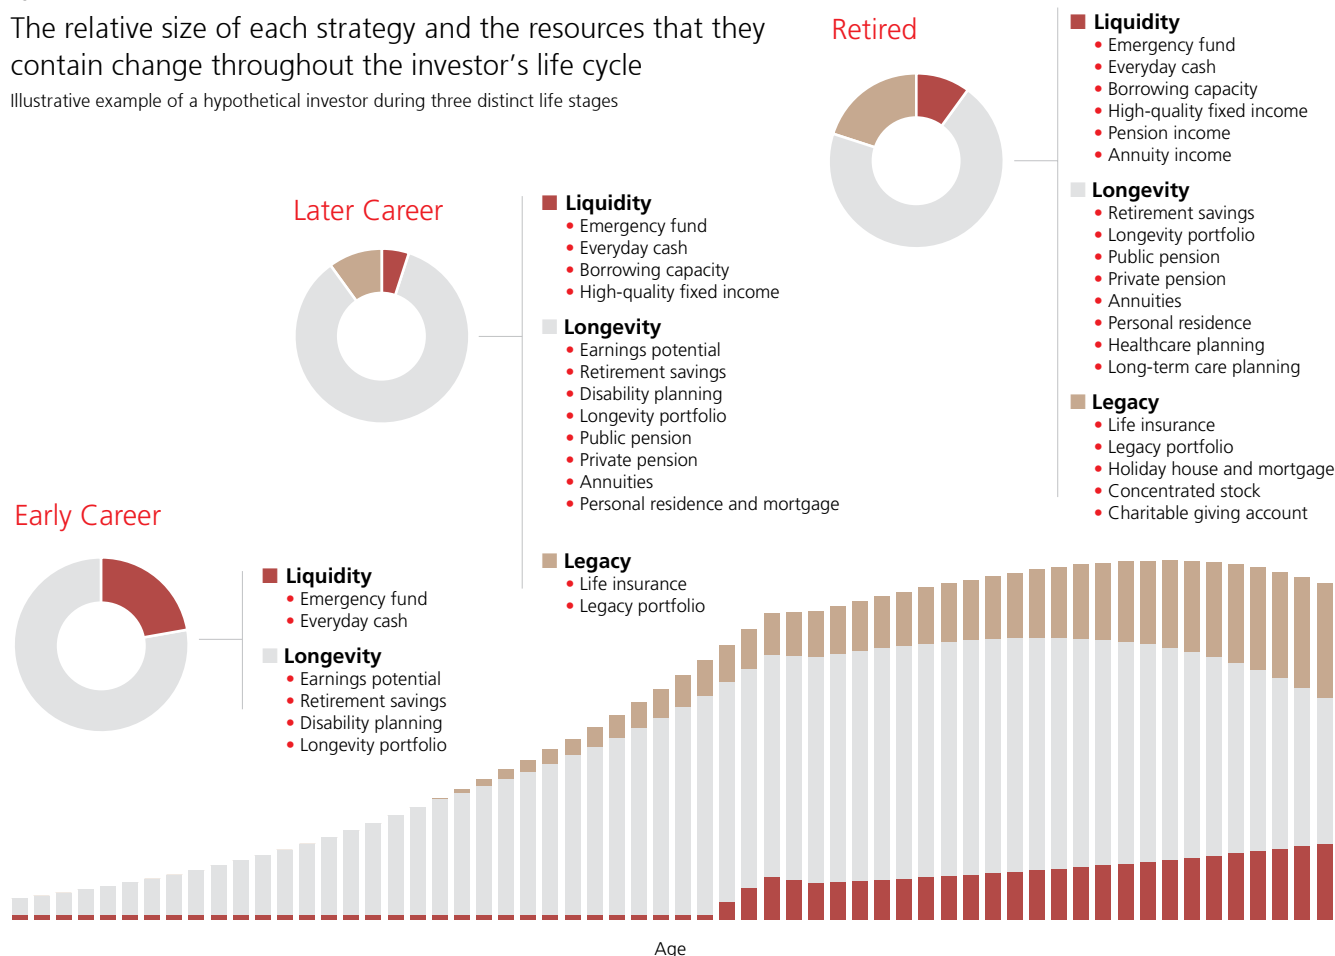 The relative size of each strategy and the resources that they
contain change throughout the investor's life cycle
Illustrative example of a hypothetical investor during three distinct life stages
Early Career
Liquidity
• Emergency fund
• Everyday cash
Longevity
• Earnings potential
• Retirement savings
• Disability planning
• Longevity portfolio
Later Career
Liquidity
• Emergency fund
• Everyday cash
• Borrowing capacity
• High-quality fixed income
Longevity
• Earnings potential
• Retirement savings
• Disability planning
• Longevity portfolio
• Public pension
• Private pension
• Annuities
• Personal residence and mortgage
Legacy
• Life insurance
• Legacy portfolio
Retired
Liquidity
• Emergency fund
• Everyday cash
• Borrowing capacity
• High-quality fixed income
• Pension income
• Annuity income
Longevity
• Retirement savings
• Longevity portfolio
• Public pension
• Private pension
• Annuities
• Personal residence
• Healthcare planning
• Long-term care planning
Legacy
• Life insurance
• Legacy portfolio
• Holiday house and mortgage
• Concentrated stock
• Charitable giving account
Age